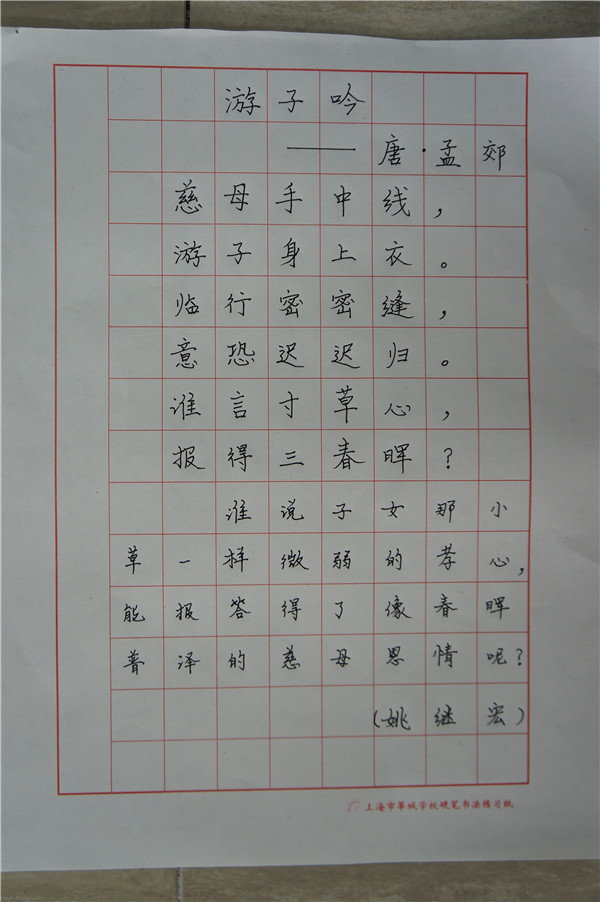 游子吟
——唐·孟郊
慈母手中线，
游子身上衣。
临行密密缝，
意恐迟迟归。
谁言寸草心，
报得三春晖？
谁说子女那小
草一样微弱的孝心，
能报答得了像春晖
普泽的慈母恩情呢？
（姚继宏）
上海市莘城学校硬笔书法练习纸